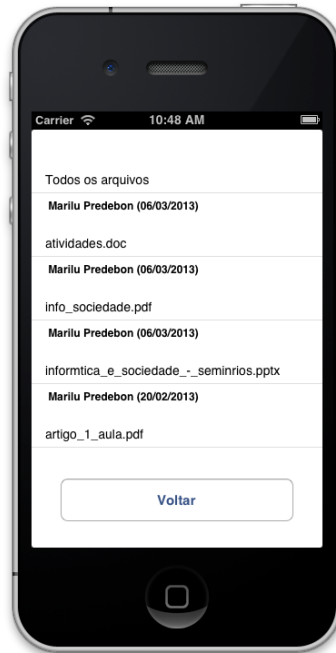 Carrier 10:48 AM
Todos os arquivos
Marilu Predebon (06/03/2013)
atividades.doc
Marilu Predebon (06/03/2013)
info_sociedade.pdf
Marilu Predebon (06/03/2013)
informtica_e_sociedade_-_seminrios.pptx
Marilu Predebon (20/02/2013)
artigo_1_aula.pdf
Voltar